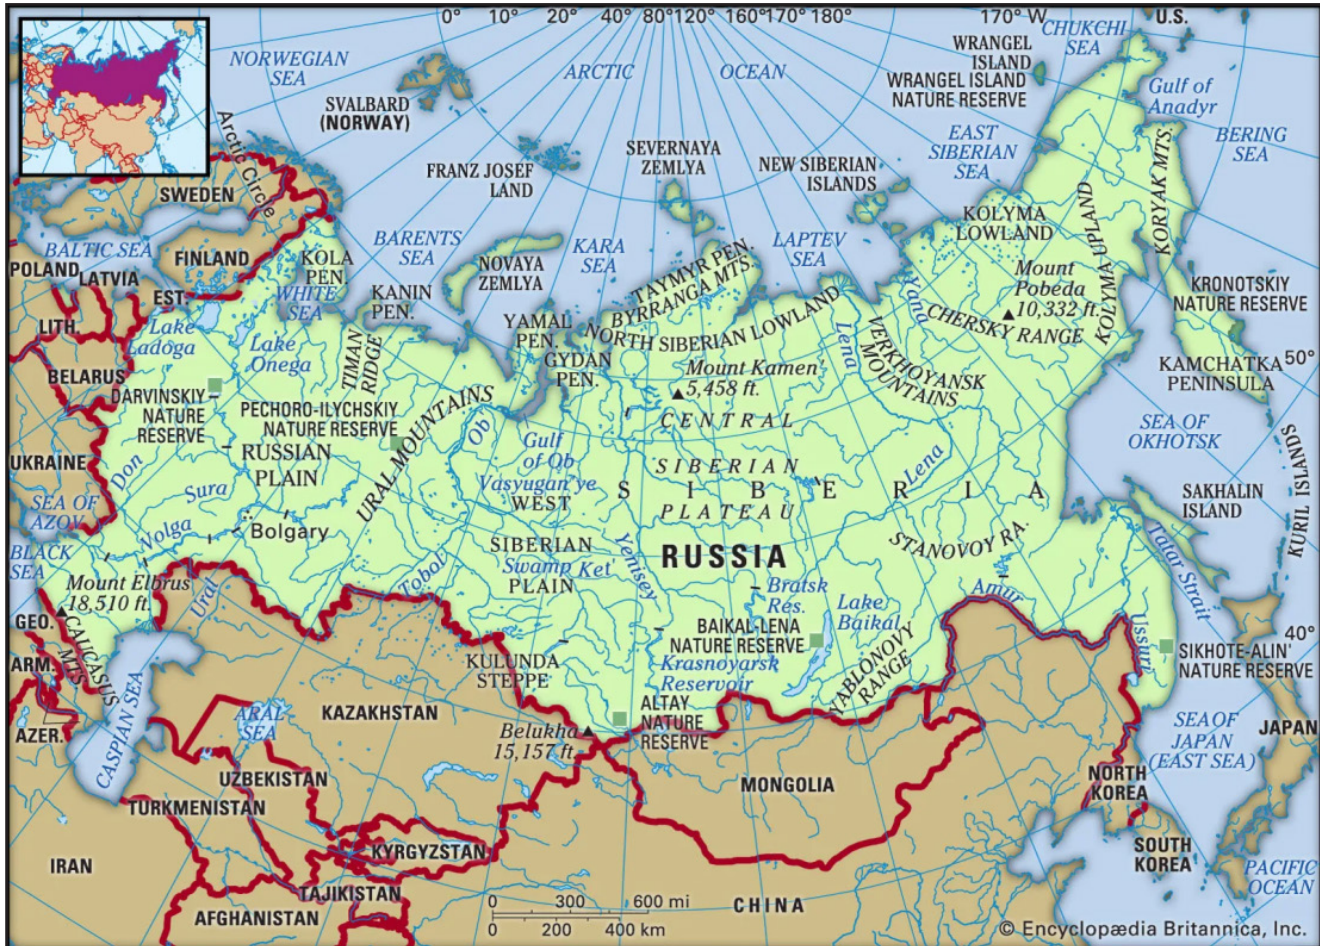 0° 10° 20° 40° 80° 120° 160° 170° 180° 170° W
U.S.
CHUKCHI
SEA
WRANGEL
ISLAND
WRANGEL ISLAND
NATURE RESERVE
Gulf of
Anadyr
NORWEGIAN
SEA
ARCTIC OCEAN
SVALBARD
(NORWAY)
Arctic Circle
SEVERNAYA
ZEMLYA
NEW SIBERIAN
ISLANDS
EAST
SIBERIAN
SEA
BERING
SEA
FRANZ JOSEF
LAND
SWEDEN
BALTIC SEA
FINLAND
KOLA
PEN.
BARENTS
SEA
NOVAYA
ZEMLYA
KARA
SEA
TAYMYR PEN.
BYRRANGA MTS.
LAPTEV
SEA
KOLYMA
LOWLAND
KOLYMA UPLAND
KORYAK MTS.
POLAND
LATVIA
EST.
LITH.
WHITE
SEA
KANIN
PEN.
YAMAL
PEN.
GYDAN
PEN.
NORTH SIBERIAN LOWLAND
Yana
Mount
Pobeda
10,332 ft.
CHERSKY RANGE
KRONOTSKIY
NATURE RESERVE
Lake
Ladoga
Lake
Onega
TIMAN
RIDGE
Mount Kamen'
5,458 ft.
Lena
VERKHOYANSK
MOUNTAINS
KAMCHATKA
PENINSULA
50°
BELARUS
DARVINSKIY
NATURE
RESERVE
PECHORO-ILYCHSKIY
NATURE RESERVE
URAL MOUNTAINS
Ob
Gulf
of Ob
CENTRAL
SIBERIAN
PLATEAU
SEA OF
OKHOTSK
UKRAINE
Don
RUSSIAN
PLAIN
Sura
Vasyugan'ye
WEST
SIBERIAN
Swamp
PLAIN
Ket'
SIBERIA
Lena
SAKHALIN
ISLAND
KURIL ISLANDS
SEA OF
AZOV
Volga
Bolgary
Yenisey
RUSSIA
STANOVOY RA.
Tatar Strait
BLACK
SEA
Mount Elbrus
18,510 ft.
Ural
Tobol
Bratsk
Res.
Lake
Baikal
Amur
Ussuri
GEO.
CAUCASUS
MTS.
ARM.
AZER.
CASPIAN SEA
KULUNDA
STEPPE
BAIKAL-LENA
NATURE RESERVE
Krasnoyarsk
Reservoir
YABLONOVY
RANGE
40°
SIKHOTE-ALIN'
NATURE RESERVE
ARAL
SEA
KAZAKHSTAN
Belukha
15,157 ft.
ALTAY
NATURE
RESERVE
SEA OF
JAPAN
(EAST SEA)
JAPAN
UZBEKISTAN
TURKMENISTAN
MONGOLIA
NORTH
KOREA
IRAN
KYRGYZSTAN
TAJIKISTAN
AFGHANISTAN
CHINA
SOUTH
KOREA
PACIFIC
OCEAN
0 300 600 mi
0 200 400 km
© Encyclopædia Britannica, Inc.